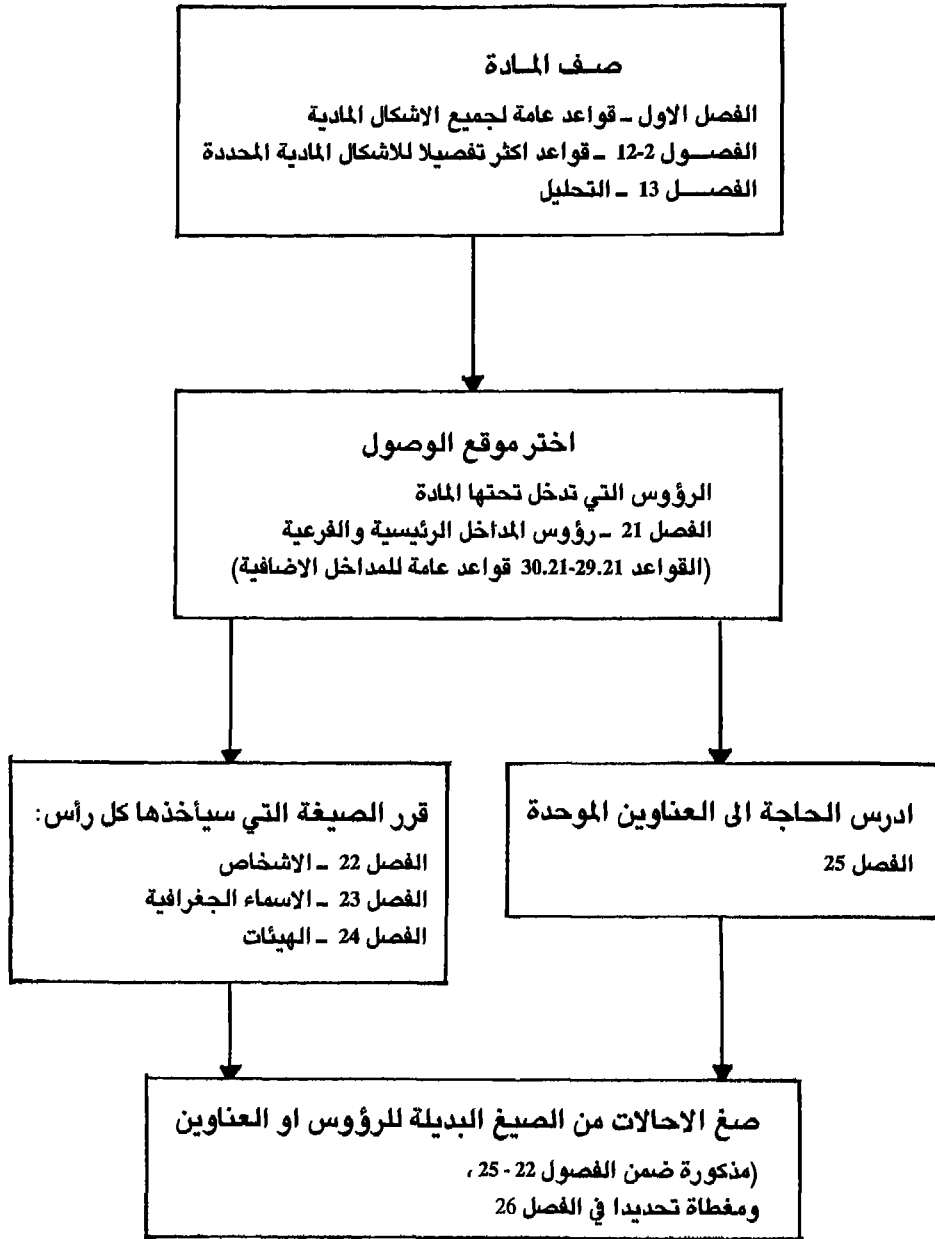 صف المادة
الفصل الاول ـ قواعد عامة لجميع الاشكال المادية
الفصول 2-12 ـ قواعد اكثر تفصيلا للاشكال المادية المحددة
الفصل 13 ـ التحليل
اختر موقع الوصول
الرؤوس التي تدخل تحتها المادة
الفصل 21 ـ رؤوس المداخل الرئيسية والفرعية
(القواعد 29.21-30.21 قواعد عامة للمداخل الاضافية)
ادرس الحاجة الى العناوين الموحدة
الفصل 25
قرر الصيغة التي سيأخذها كل رأس:
الفصل 22 ـ الاشخاص
الفصل 23 ـ الاسماء الجغرافية
الفصل 24 ـ الهيئات
صغ الاحالات من الصيغ البديلة للرؤوس او العناوين
(مذكورة ضمن الفصول 22 - 25 ،
ومغطاة تحديدا في الفصل 26